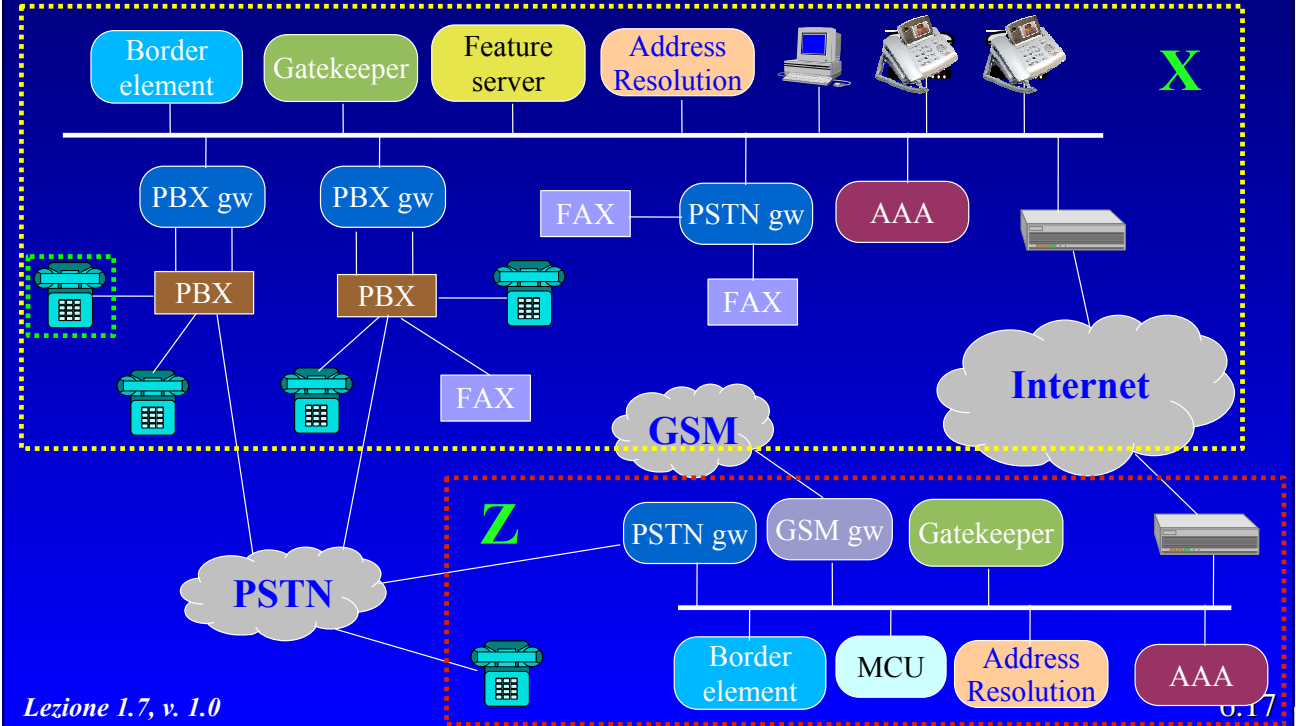 Border
element
Gatekeeper
Feature
server
Address
Resolution
X
PBX gw
PBX gw
FAX
PSTN gw
AAA
PBX
PBX
FAX
FAX
Internet
GSM
Z
PSTN gw
GSM gw
Gatekeeper
PSTN
Border
element
MCU
Address
Resolution
AAA
Lezione 1.7, v. 1.0
6.17